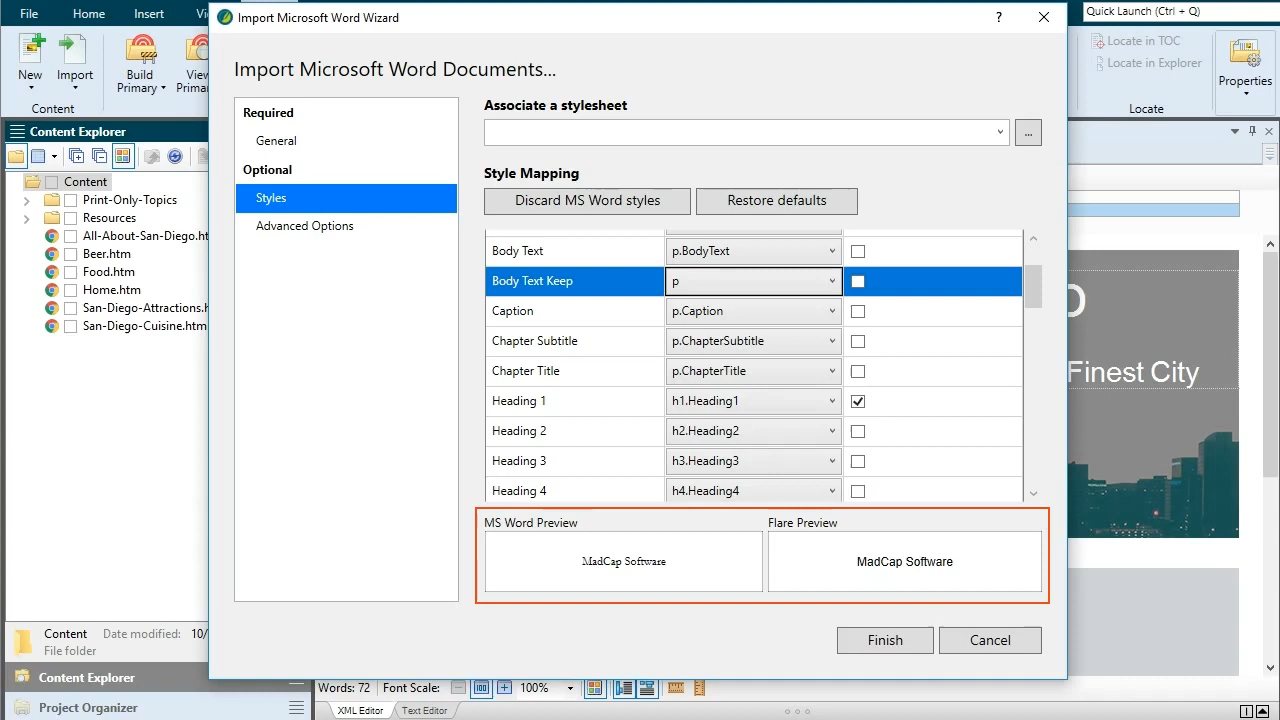 File
Home
Insert
Import Microsoft Word Wizard
?
Quick Launch (Ctrl + Q)
New
Import
Build
Primary
Content
Locate in TOC
Locate in Explorer
Properties
Locate
Content Explorer
Content
Print-Only-Topics
Resources
All-About-San-Diego.ht
Beer.htm
Food.htm
Home.htm
San-Diego-Attractions.h
San-Diego-Cuisine.htm
Content Date modified: 10/
File folder
Content Explorer
Project Organizer
Import Microsoft Word Documents...
Required
General
Optional
Styles
Advanced Options
Associate a stylesheet
...
Style Mapping
Discard MS Word styles
Restore defaults
Body Text p.BodyText
Body Text Keep p
Caption p.Caption
Chapter Subtitle p.ChapterSubtitle
Chapter Title p.ChapterTitle
Heading 1 h1.Heading1
Heading 2 h2.Heading2
Heading 3 h3.Heading3
Heading 4 h4.Heading4
MS Word Preview
Flare Preview
MadCap Software
MadCap Software
Finish
Cancel
Finest City
Words: 72 Font Scale: 100%
XML Editor
Text Editor